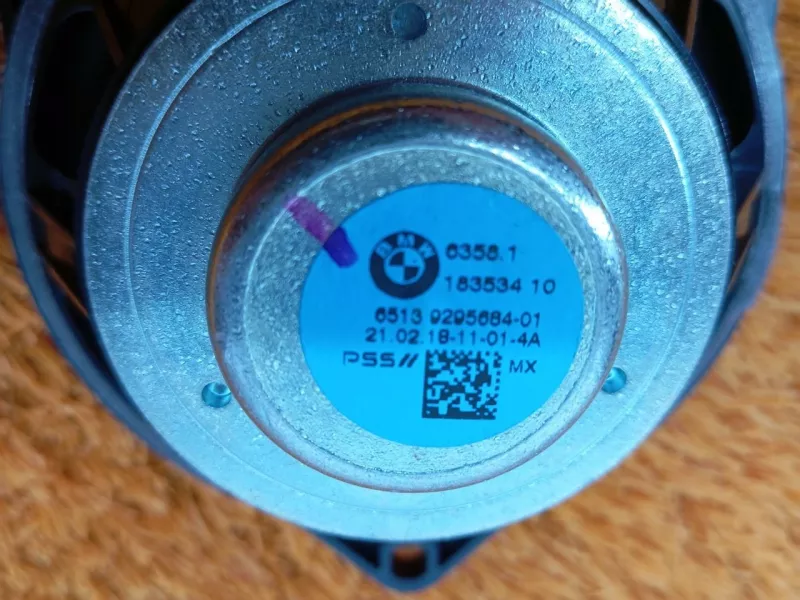 BMW
6358.1
183534 10
6513 9295684-01
21.02.18-11-01-4A
PSS//
MX